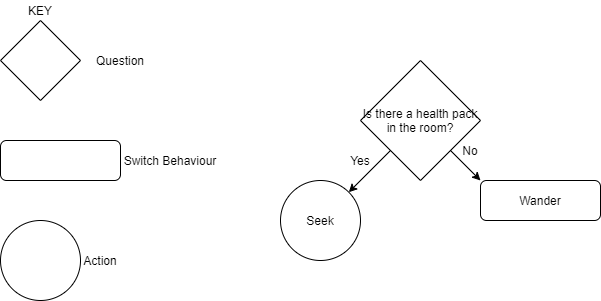 KEY
Question
Switch Behaviour
Action
Is there a health pack
in the room?
Yes
No
Seek
Wander